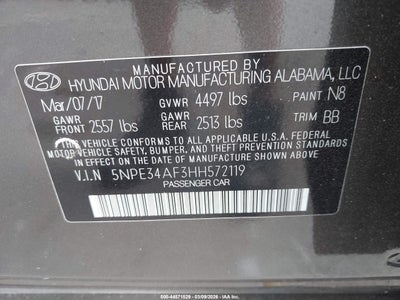 MANUFACTURED BY
HYUNDAI MOTOR MANUFACTURING ALABAMA, LLC
Mar/07/17 GVWR 4497 lbs PAINT N8
GAWR FRONT 2557 lbs GAWR REAR 2513 lbs TRIM BB
THIS VEHICLE CONFORMS TO ALL APPLICABLE U.S.A. FEDERAL
MOTOR VEHICLE SAFETY, BUMPER, AND THEFT PREVENTION STANDARDS
IN EFFECT ON THE DATE OF MANUFACTURE SHOWN ABOVE.
V.I.N 5NPE34AF3HH572119
PASSENGER CAR